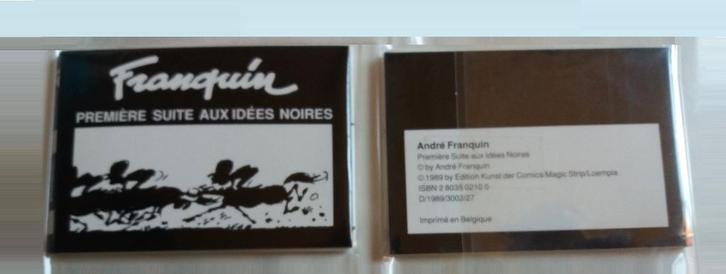 Franquin
PREMIÈRE SUITE AUX IDÉES NOIRES
André Franquin
Première Suite aux Idées Noires
© by André Franquin
© 1989 by Edition Kunst der Comics/Magic Strip/Loempia
ISBN 2 8035 0210 0
D/1989/3002/27
Imprimé en Belgique